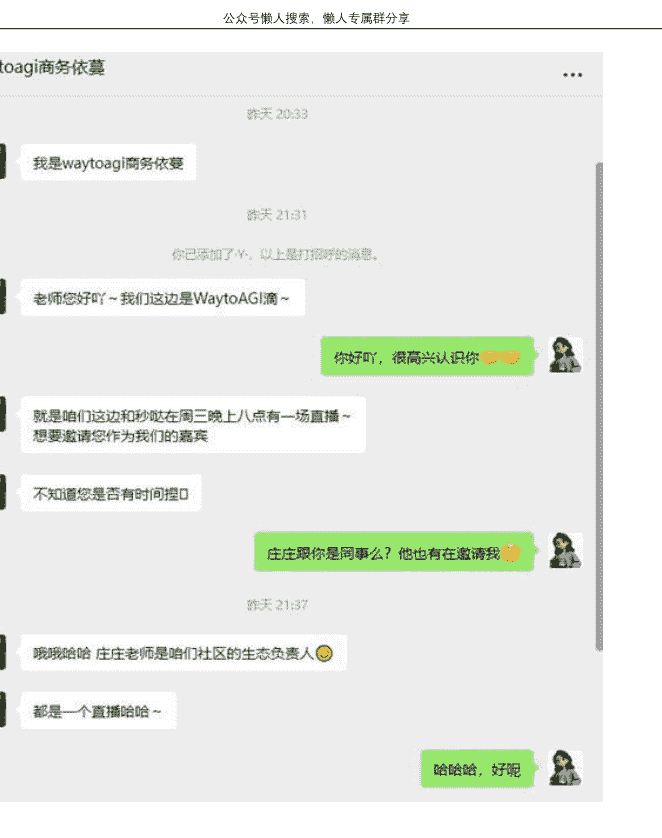 公众号懒人搜索，懒人专属群分享
toagi商务依蔓
昨天 20:33
我是waytoagi商务依蔓
昨天 21:31
你已添加了·Y·，以上是打招呼的消息。
老师您好吖~我们这边是WaytoAGI滴~
你好吖，很高兴认识你
就是咱们这边和秒哒在周三晚上八点有一场直播~
想要邀请您作为我们的嘉宾
不知道您是否有时间捏
庄庄跟你是同事么？他也有在邀请我
昨天 21:37
哦哦哈哈 庄庄老师是咱们社区的生态负责人
都是一个直播哈哈~
哈哈哈，好呢